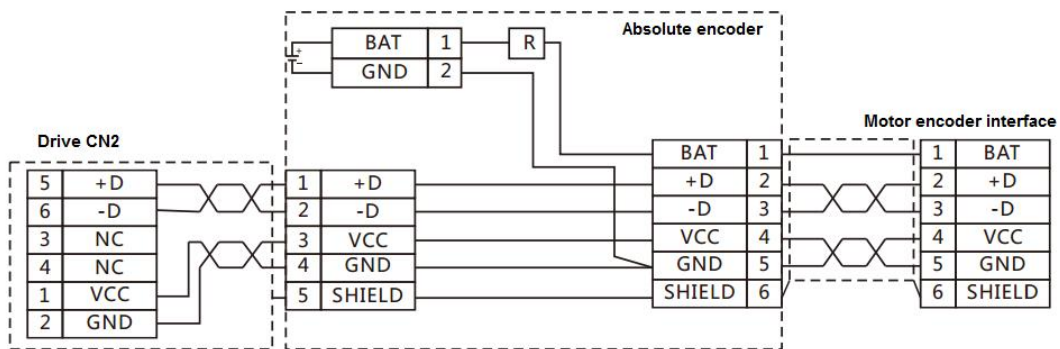 Absolute encoder
BAT 1 R
GND 2
+
−
Drive CN2
5 +D
6 -D
3 NC
4 NC
1 VCC
2 GND
1 +D
2 -D
3 VCC
4 GND
5 SHIELD
BAT 1
+D 2
-D 3
VCC 4
GND 5
SHIELD 6
Motor encoder interface
1 BAT
2 +D
3 -D
4 VCC
5 GND
6 SHIELD